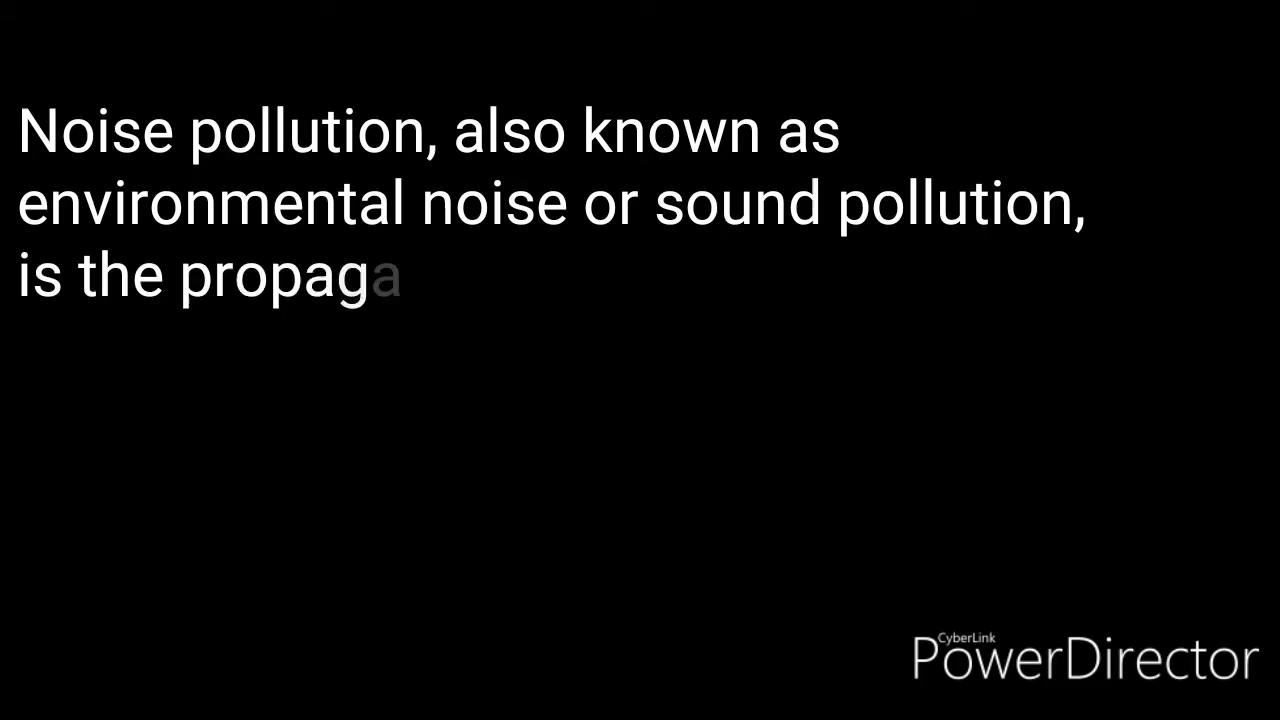 Noise pollution, also known as
environmental noise or sound pollution,
is the propaga
CyberLink
PowerDirector